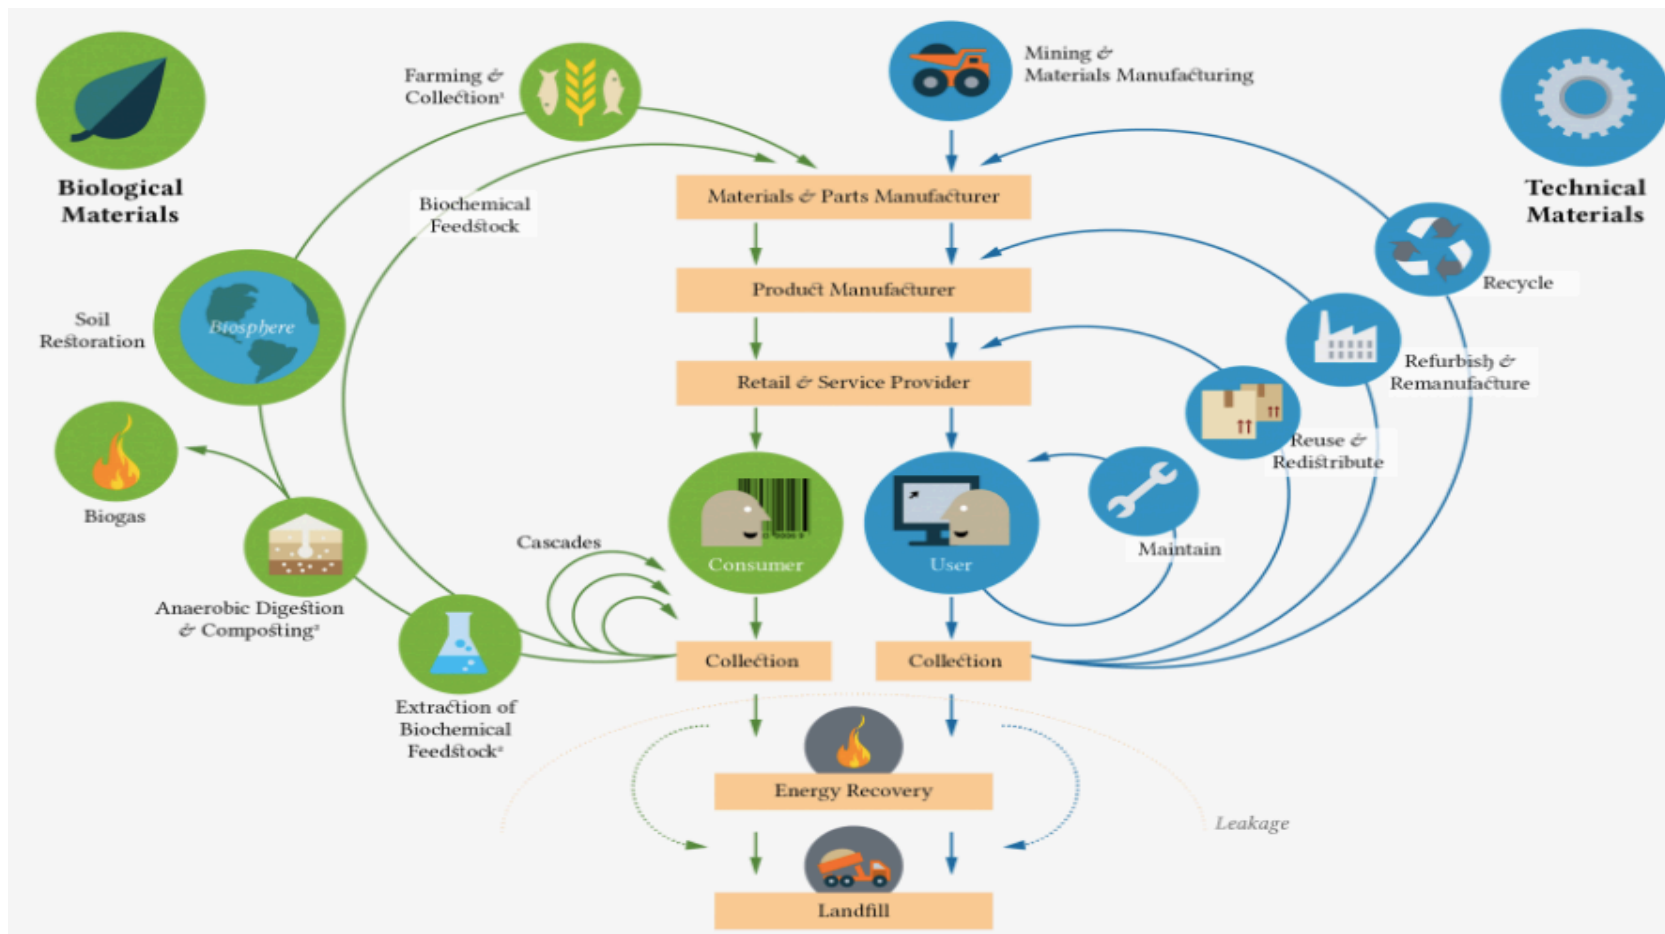 Farming &
Collection¹
Mining &
Materials Manufacturing
Biological
Materials
Technical
Materials
Materials & Parts Manufacturer
Biochemical
Feedstock
Product Manufacturer
Recycle
Soil
Restoration
Biosphere
Retail & Service Provider
Refurbish &
Remanufacture
Reuse &
Redistribute
Biogas
Cascades
Maintain
Consumer
User
Anaerobic Digestion
& Composting²
Collection
Collection
Extraction of
Biochemical
Feedstock²
Energy Recovery
Leakage
Landfill